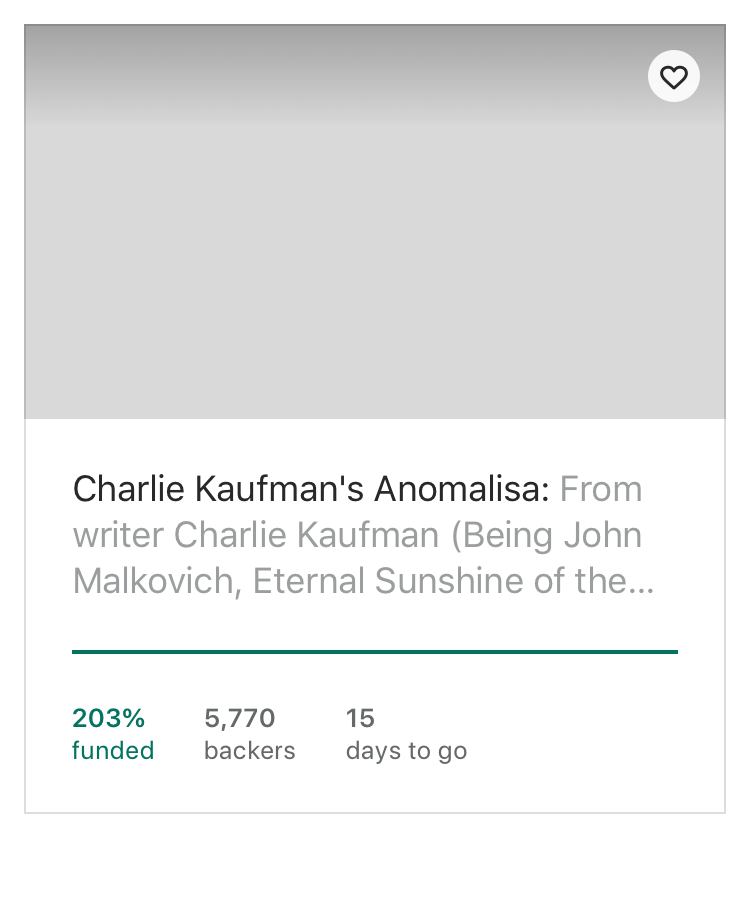 Charlie Kaufman's Anomalisa: From
writer Charlie Kaufman (Being John
Malkovich, Eternal Sunshine of the...
203% 5,770 15
funded backers days to go